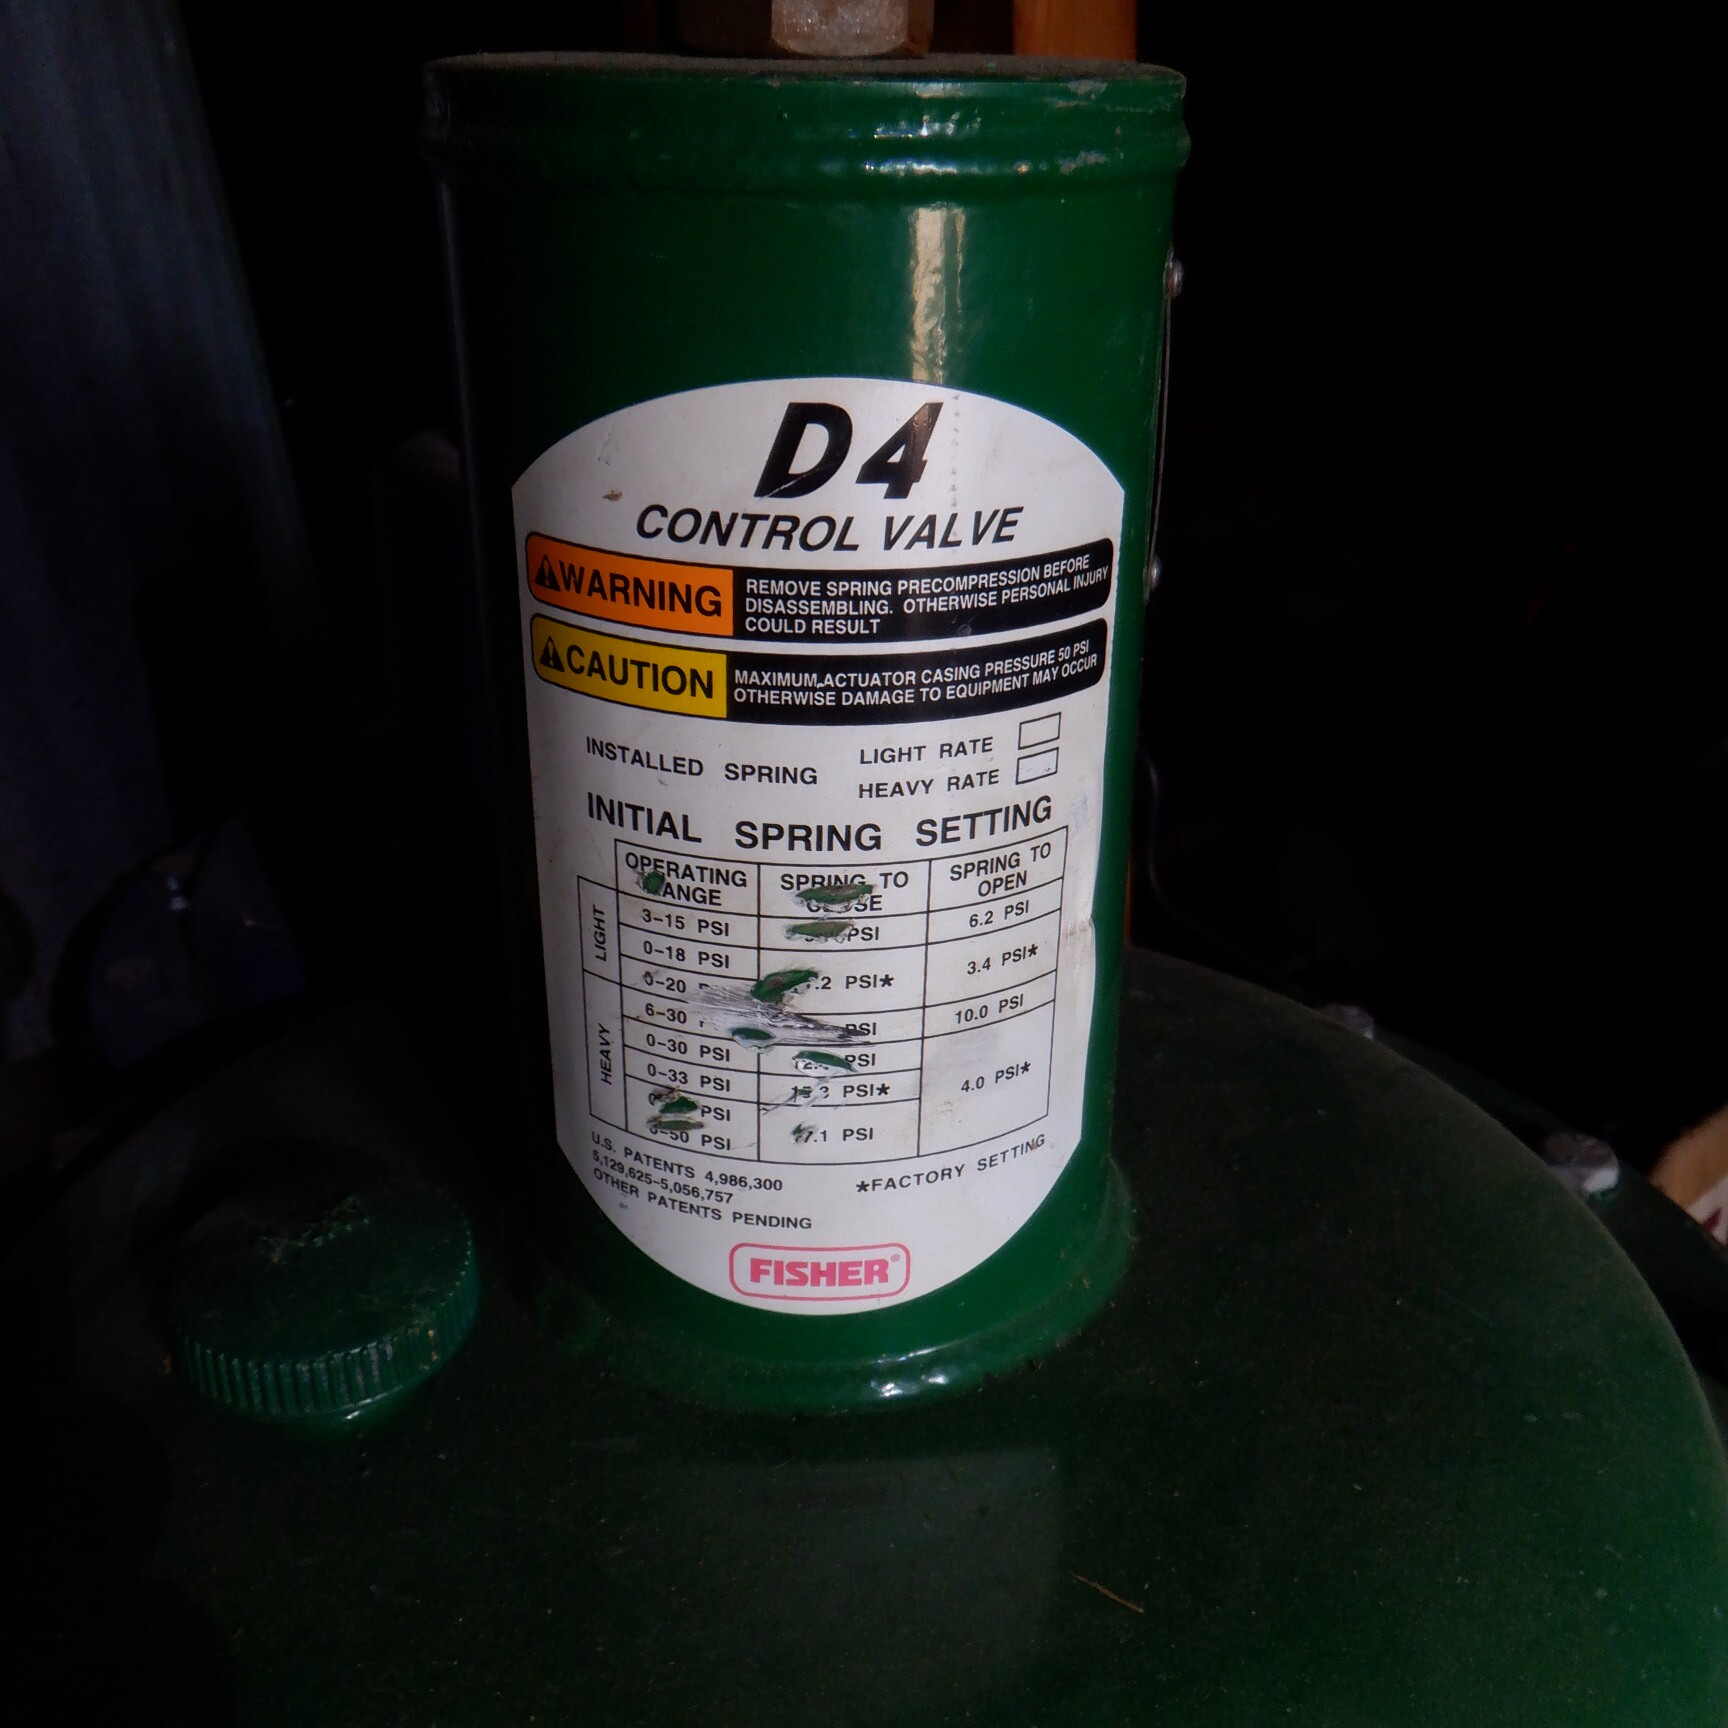 D4
CONTROL VALVE
WARNING
REMOVE SPRING PRECOMPRESSION BEFORE
DISASSEMBLING. OTHERWISE PERSONAL INJURY
COULD RESULT
CAUTION
MAXIMUM ACTUATOR CASING PRESSURE 50 PSI
OTHERWISE DAMAGE TO EQUIPMENT MAY OCCUR
INSTALLED SPRING
LIGHT RATE
HEAVY RATE
INITIAL SPRING SETTING
OPERATING
RANGE
SPRING TO
CLOSE
SPRING TO
OPEN
LIGHT
3-15 PSI
PSI
6.2 PSI
0-18 PSI
0-20
PSI*
3.4 PSI*
HEAVY
6-30
PSI
10.0 PSI
0-30 PSI
PSI
0-33 PSI
PSI*
4.0 PSI*
PSI
PSI
PSI
U.S. PATENTS 4,986,300
5,129,625-5,056,757
OTHER PATENTS PENDING
*FACTORY SETTING
FISHER®